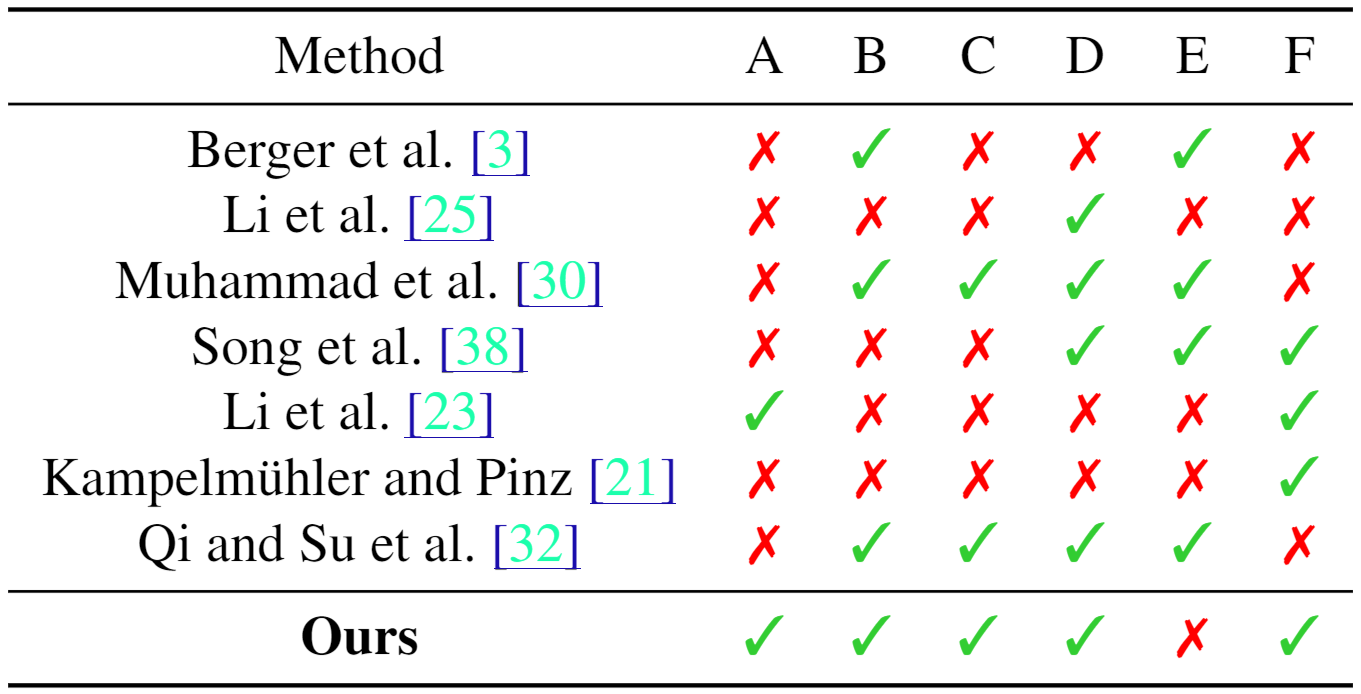 Method A B C D E F
Berger et al. [3] ✗ ✓ ✗ ✗ ✓ ✗
Li et al. [25] ✗ ✗ ✗ ✓ ✗ ✗
Muhammad et al. [30] ✗ ✓ ✓ ✓ ✓ ✗
Song et al. [38] ✗ ✗ ✗ ✓ ✓ ✓
Li et al. [23] ✓ ✗ ✗ ✗ ✗ ✓
Kampelmühler and Pinz [21] ✗ ✗ ✗ ✗ ✗ ✓
Qi and Su et al. [32] ✗ ✓ ✓ ✓ ✓ ✗
Ours ✓ ✓ ✓ ✓ ✗ ✓